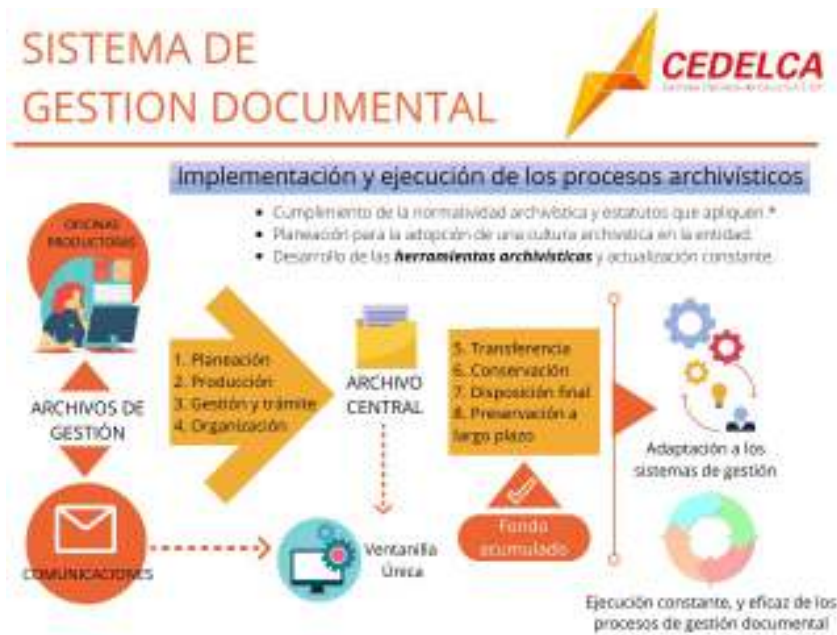 SISTEMA DE
GESTION DOCUMENTAL
CEDELCA
Implementación y ejecución de los procesos archivísticos
• Cumplimiento de la normatividad archivística y estatutos que apliquen.*
• Planeación para la adopción de una cultura archivística en la entidad.
• Desarrollo de las herramientas archivísticas y actualización constante.
OFICINAS
PRODUCTORAS
ARCHIVOS DE
GESTIÓN
COMUNICACIONES
1. Planeación
2. Producción
3. Gestión y trámite
4. Organización
ARCHIVO
CENTRAL
Ventanilla
Única
5. Transferencia
6. Conservación
7. Disposición final
8. Preservación a
largo plazo
Fondo
acumulado
Adaptación a los
sistemas de gestión
Ejecución constante, y eficaz de los
procesos de gestión documental